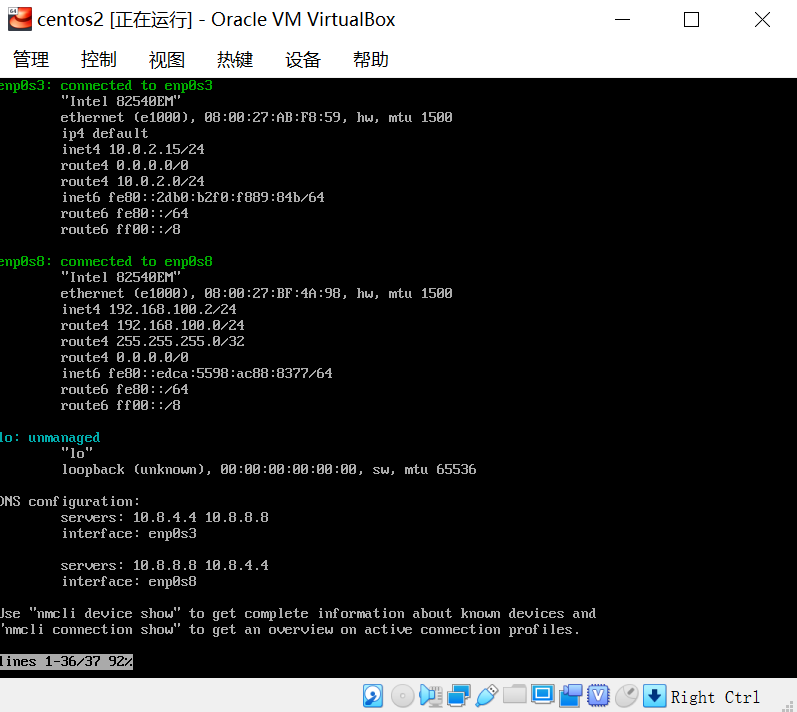 centos2 [正在运行] - Oracle VM VirtualBox
管理 控制 视图 热键 设备 帮助
enp0s3: connected to enp0s3
"Intel 82540EM"
ethernet (e1000), 08:00:27:AB:F8:59, hw, mtu 1500
ip4 default
inet4 10.0.2.15/24
route4 0.0.0.0/0
route4 10.0.2.0/24
inet6 fe80::2db0:b2f0:f889:84b/64
route6 fe80::/64
route6 ff00::/8
enp0s8: connected to enp0s8
"Intel 82540EM"
ethernet (e1000), 08:00:27:BF:4A:98, hw, mtu 1500
inet4 192.168.100.2/24
route4 192.168.100.0/24
route4 255.255.255.0/32
route4 0.0.0.0/0
inet6 fe80::edca:5598:ac88:8377/64
route6 fe80::/64
route6 ff00::/8
lo: unmanaged
"lo"
loopback (unknown), 00:00:00:00:00:00, sw, mtu 65536
DNS configuration:
servers: 10.8.4.4 10.8.8.8
interface: enp0s3
servers: 10.8.8.8 10.8.4.4
interface: enp0s8
Use "nmcli device show" to get complete information about known devices and
"nmcli connection show" to get an overview on active connection profiles.
lines 1-36/37 92%
Right Ctrl